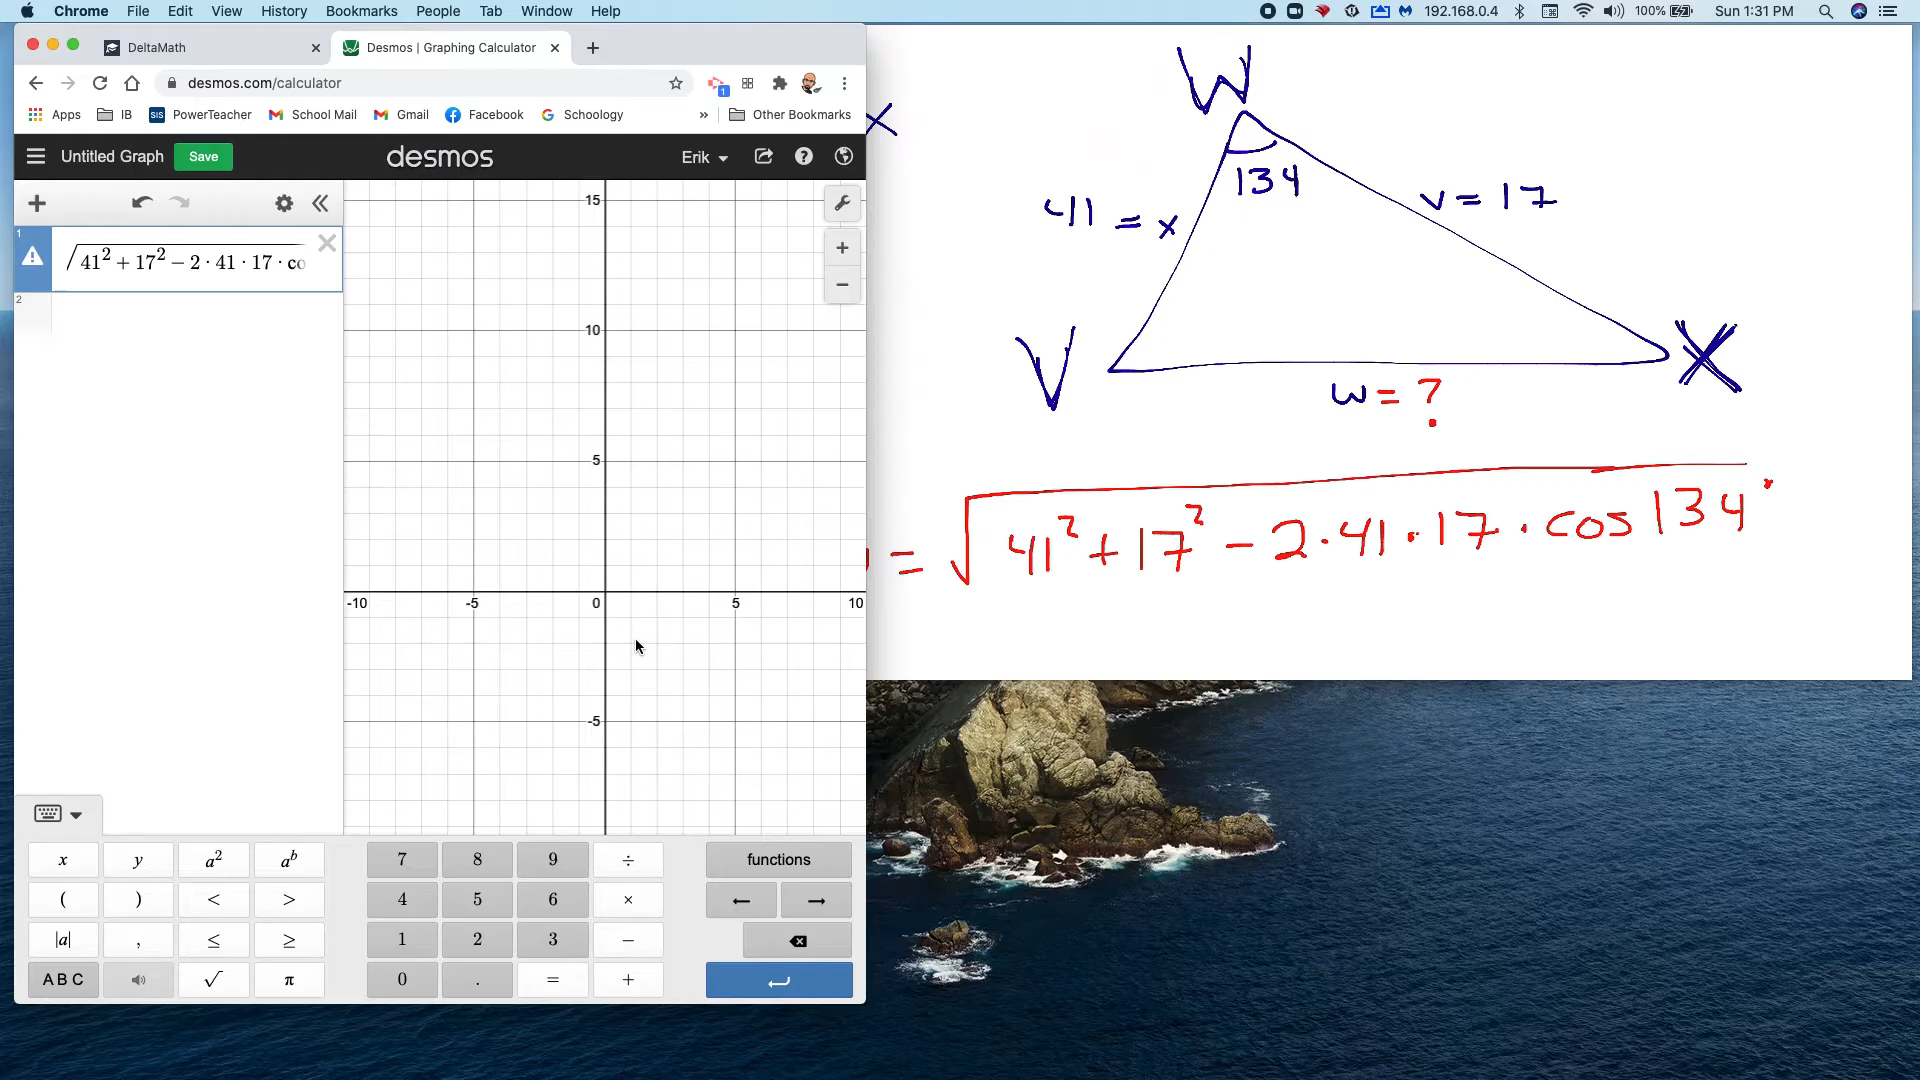 Chrome File Edit View History Bookmarks People Tab Window Help 192.168.0.4 100% Sun 1:31 PM
DeltaMath Desmos | Graphing Calculator
desmos.com/calculator
Apps IB SIS PowerTeacher School Mail Gmail Facebook Schoology » Other Bookmarks
Untitled Graph Save desmos Erik
1
√41² + 17² − 2 · 41 · 17 · co
2
15
10
5
-10 -5 0 5 10
-5
x y a² aᵇ 7 8 9 ÷ functions
( ) < > 4 5 6 × ← →
|a| , ≤ ≥ 1 2 3 −
A B C √ π 0 . = +
x
W
134
41 = x
v = 17
V
X
w = ?
= √41² + 17² − 2 · 41 · 17 · cos 134°